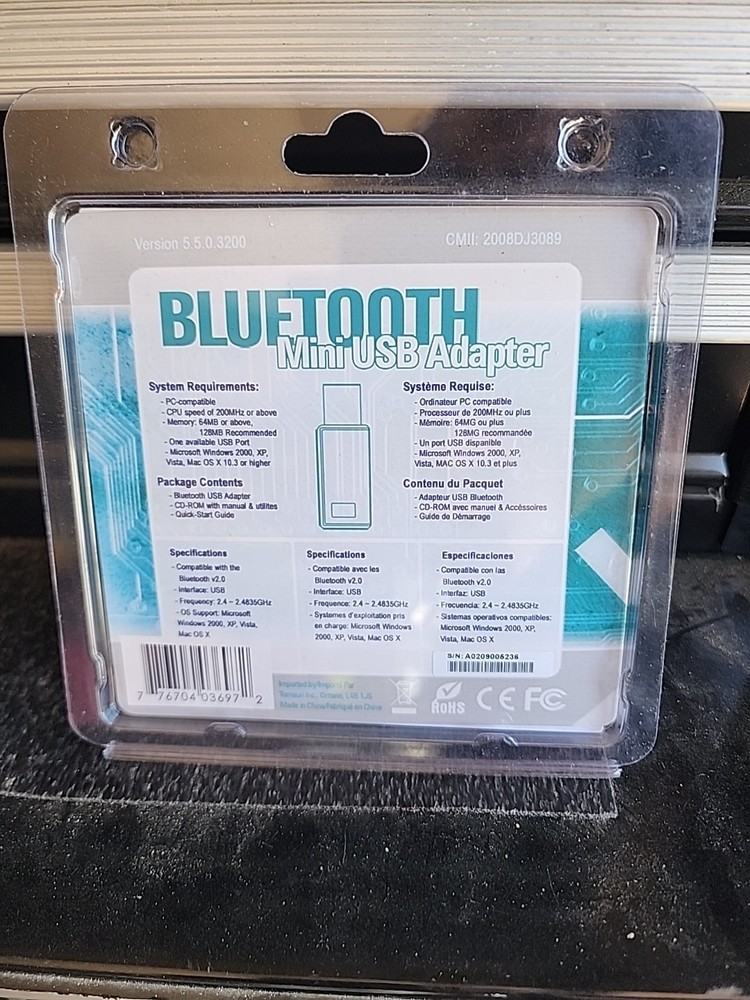 Version 5.5.0.3200
CMII: 2008DJ3089
BLUETOOTH
Mini USB Adapter
System Requirements:
- PC-compatible
- CPU speed of 200MHz or above
- Memory: 64MB or above,
128MB Recommended
- One available USB Port
- Microsoft Windows 2000, XP,
Vista, Mac OS X 10.3 or higher
Package Contents
- Bluetooth USB Adapter
- CD-ROM with manual & utilites
- Quick-Start Guide
Système Requise:
- Ordinateur PC compatible
- Processeur de 200MHz ou plus
- Mémoire: 64MG ou plus
128MG recommandée
- Un port USB disponible
- Microsoft Windows 2000, XP,
Vista, MAC OS X 10.3 et plus
Contenu du Pacquet
- Adapteur USB Bluetooth
- CD-ROM avec manuel & Accèssoires
- Guide de Démarrage
Specifications
- Compatible with the
Bluetooth v2.0
- Interface: USB
- Frequency: 2.4 ~ 2.4835GHz
- OS Support: Microsoft
Windows 2000, XP, Vista,
Mac OS X
Specifications
- Compatible avec les
Bluetooth v2.0
- Interface: USB
- Frequence: 2.4 ~ 2.4835GHz
- Systemes d'exploitation pris
en charge: Microsoft Windows
2000, XP, Vista, Mac OS X
Especificaciones
- Compatible con las
Bluetooth v2.0
- Interfaz: USB
- Frecuencia: 2.4 ~ 2.4835GHz
- Sistemas operativos compatibles:
Microsoft Windows 2000, XP,
Vista, Mac OS X
S/N: A0209005236
7 76704 03697 2
Imported by/Importé Par
Inc., Ontario,
Made in China/Fabriqué en Chine
RoHS
CE FC